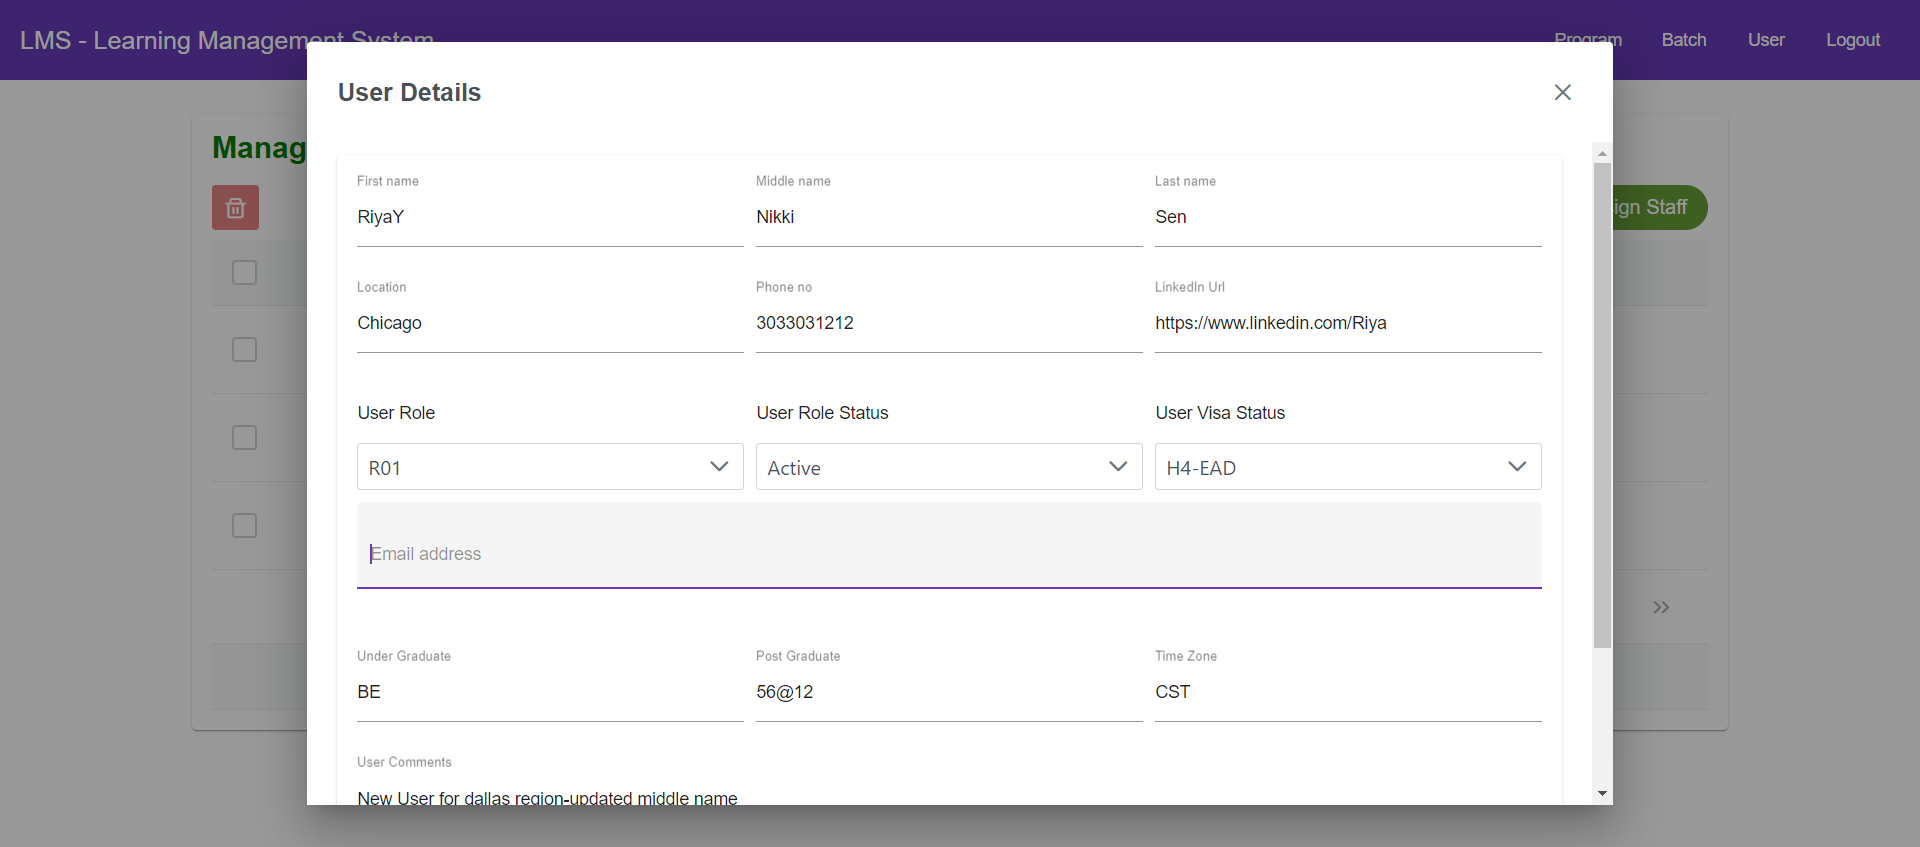 LMS - Learning Management System
Program Batch User Logout
User Details
Manag
ign Staff
First name Middle name Last name
RiyaY Nikki Sen
Location Phone no LinkedIn Url
Chicago 3033031212 https://www.linkedin.com/Riya
User Role User Role Status User Visa Status
R01 Active H4-EAD
Email address
Under Graduate Post Graduate Time Zone
BE 56@12 CST
User Comments
New User for dallas region-updated middle name